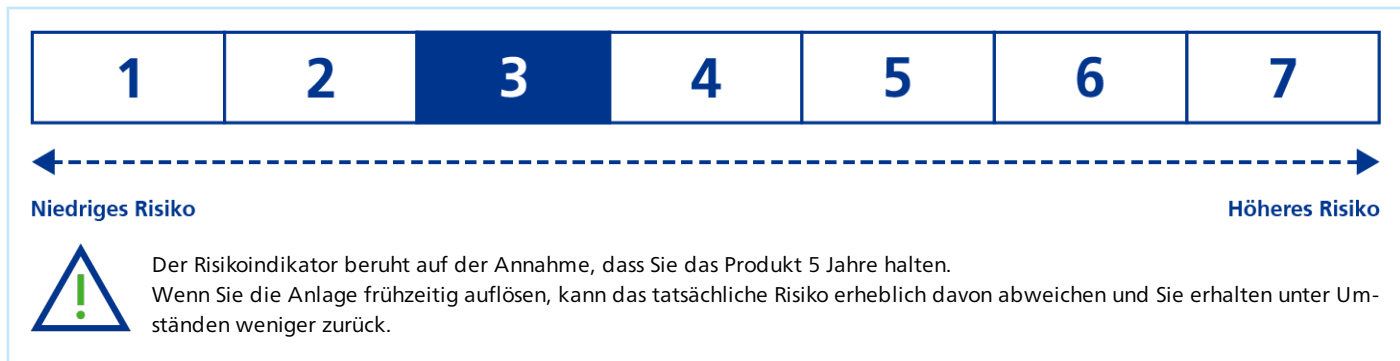 1 2 3 4 5 6 7
Niedriges Risiko Höheres Risiko
!
Der Risikoindikator beruht auf der Annahme, dass Sie das Produkt 5 Jahre halten.
Wenn Sie die Anlage frühzeitig auflösen, kann das tatsächliche Risiko erheblich davon abweichen und Sie erhalten unter Um-
ständen weniger zurück.